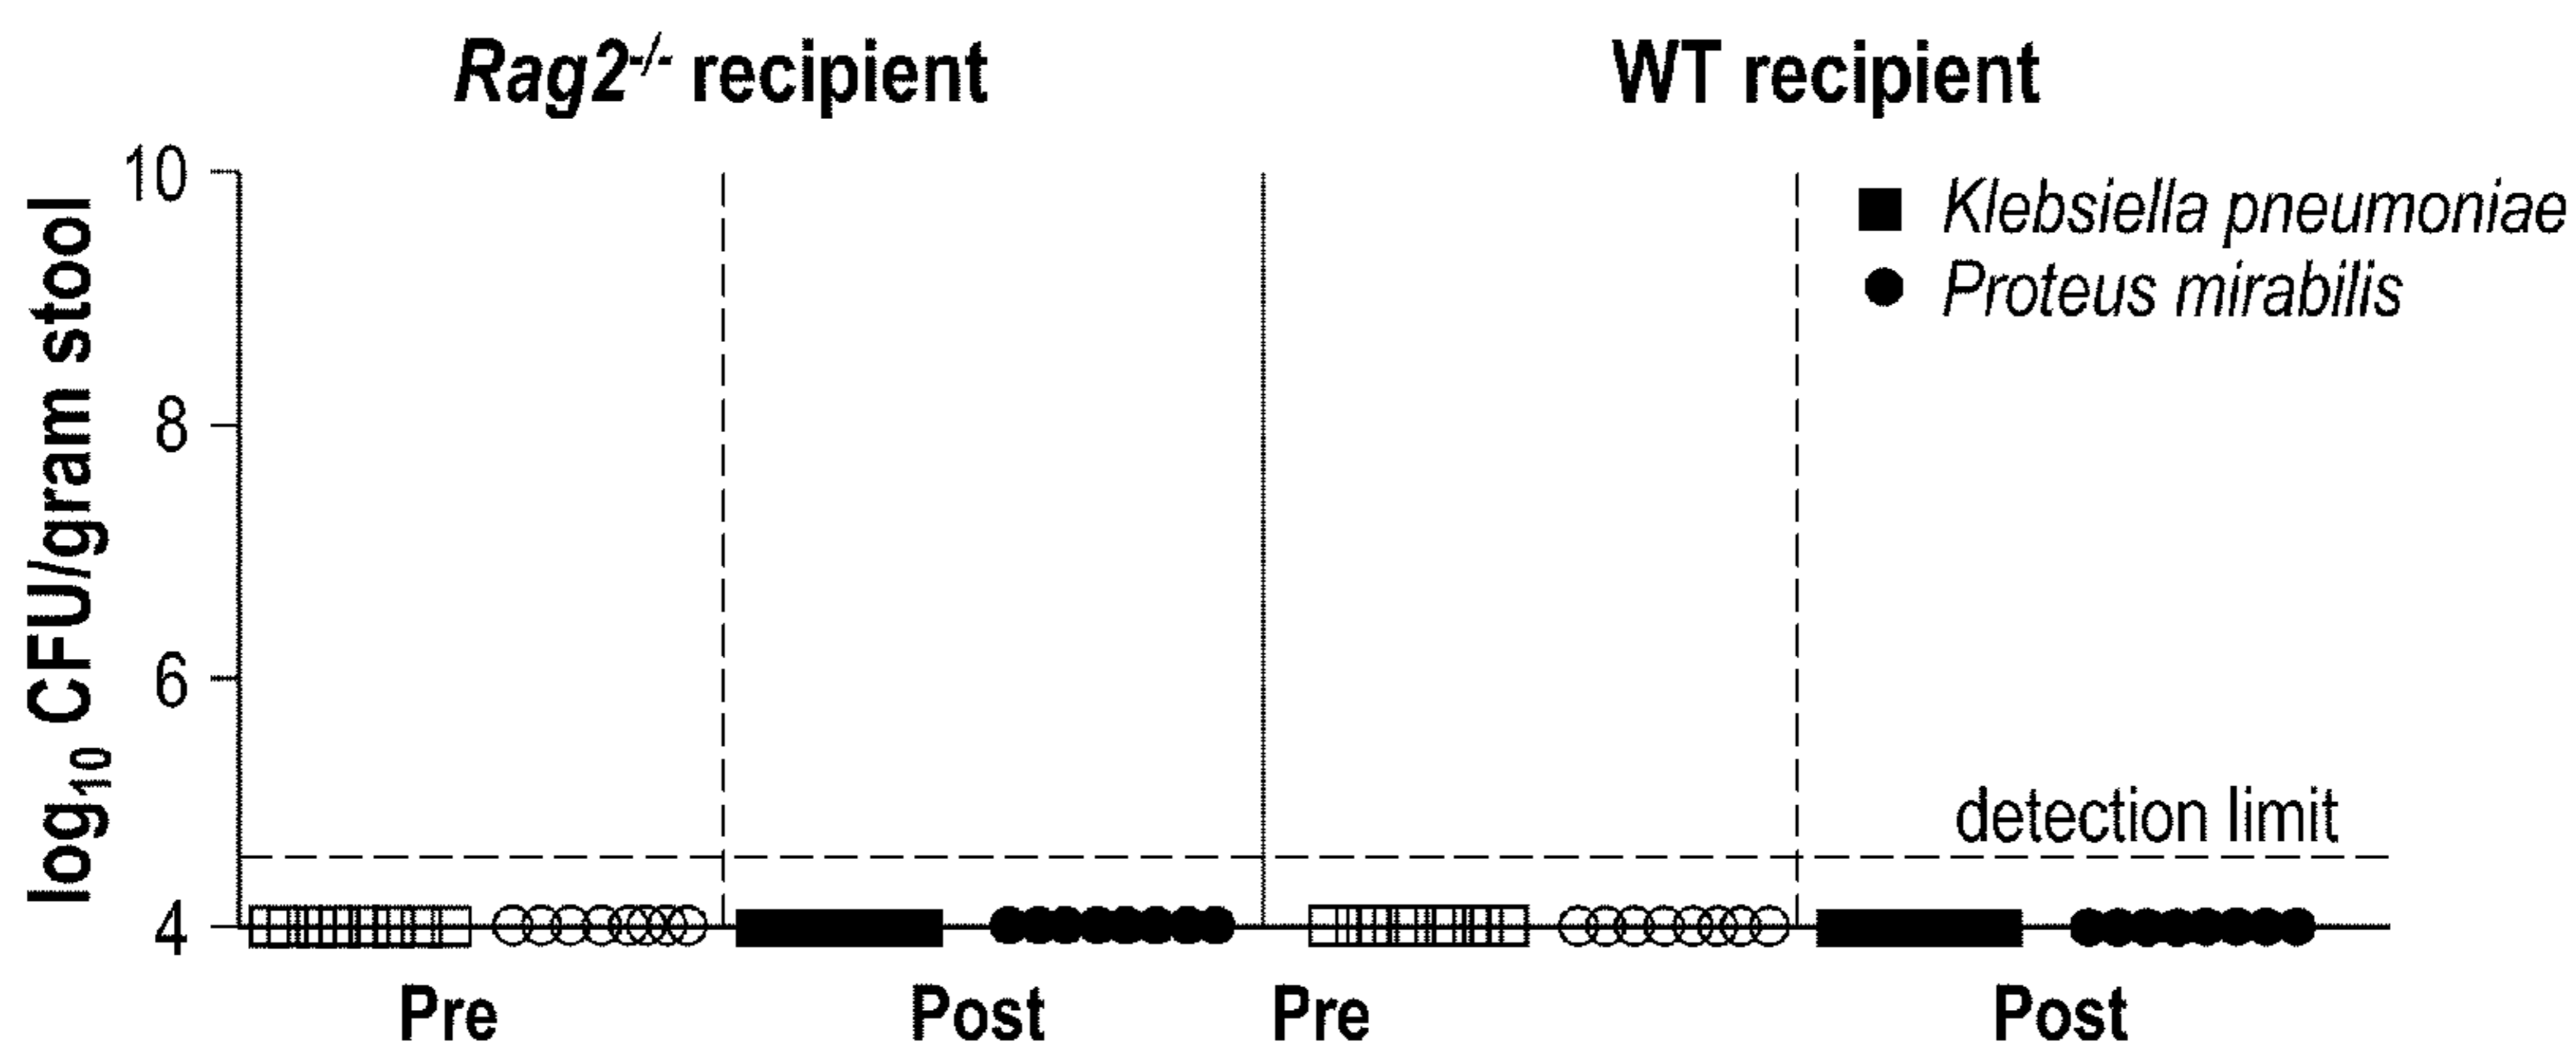 Rag2-/- recipient
WT recipient
log10 CFU/gram stool
10
8
6
4
Klebsiella pneumoniae
Proteus mirabilis
detection limit
Pre
Post
Pre
Post